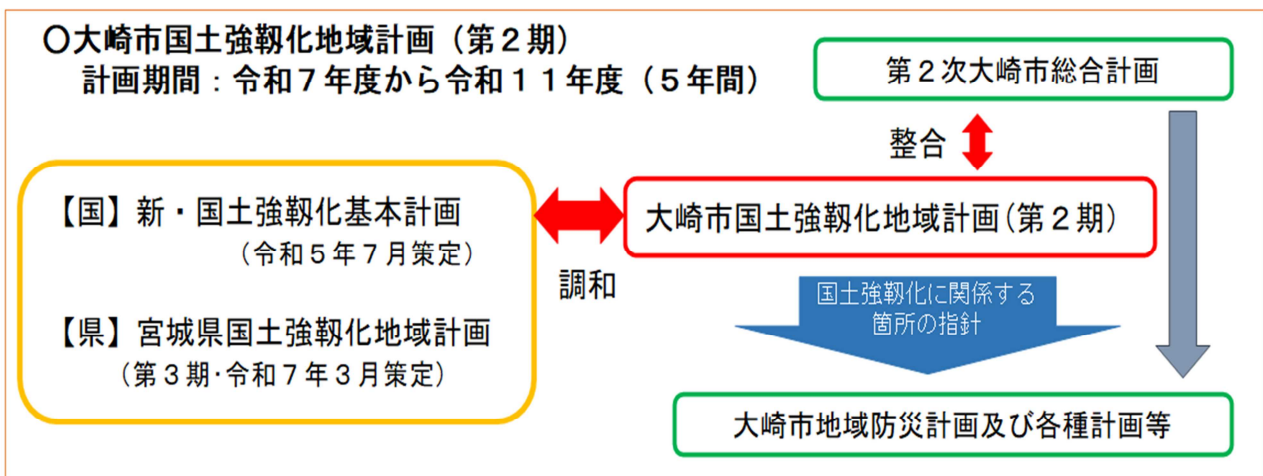 〇大崎市国土強靱化地域計画（第２期）
計画期間：令和７年度から令和１１年度（５年間）
第２次大崎市総合計画
整合
【国】新・国土強靱化基本計画
（令和５年７月策定）
大崎市国土強靱化地域計画(第２期）
調和
【県】宮城県国土強靱化地域計画
（第３期･令和７年３月策定）
国土強靱化に関係する
箇所の指針
大崎市地域防災計画及び各種計画等